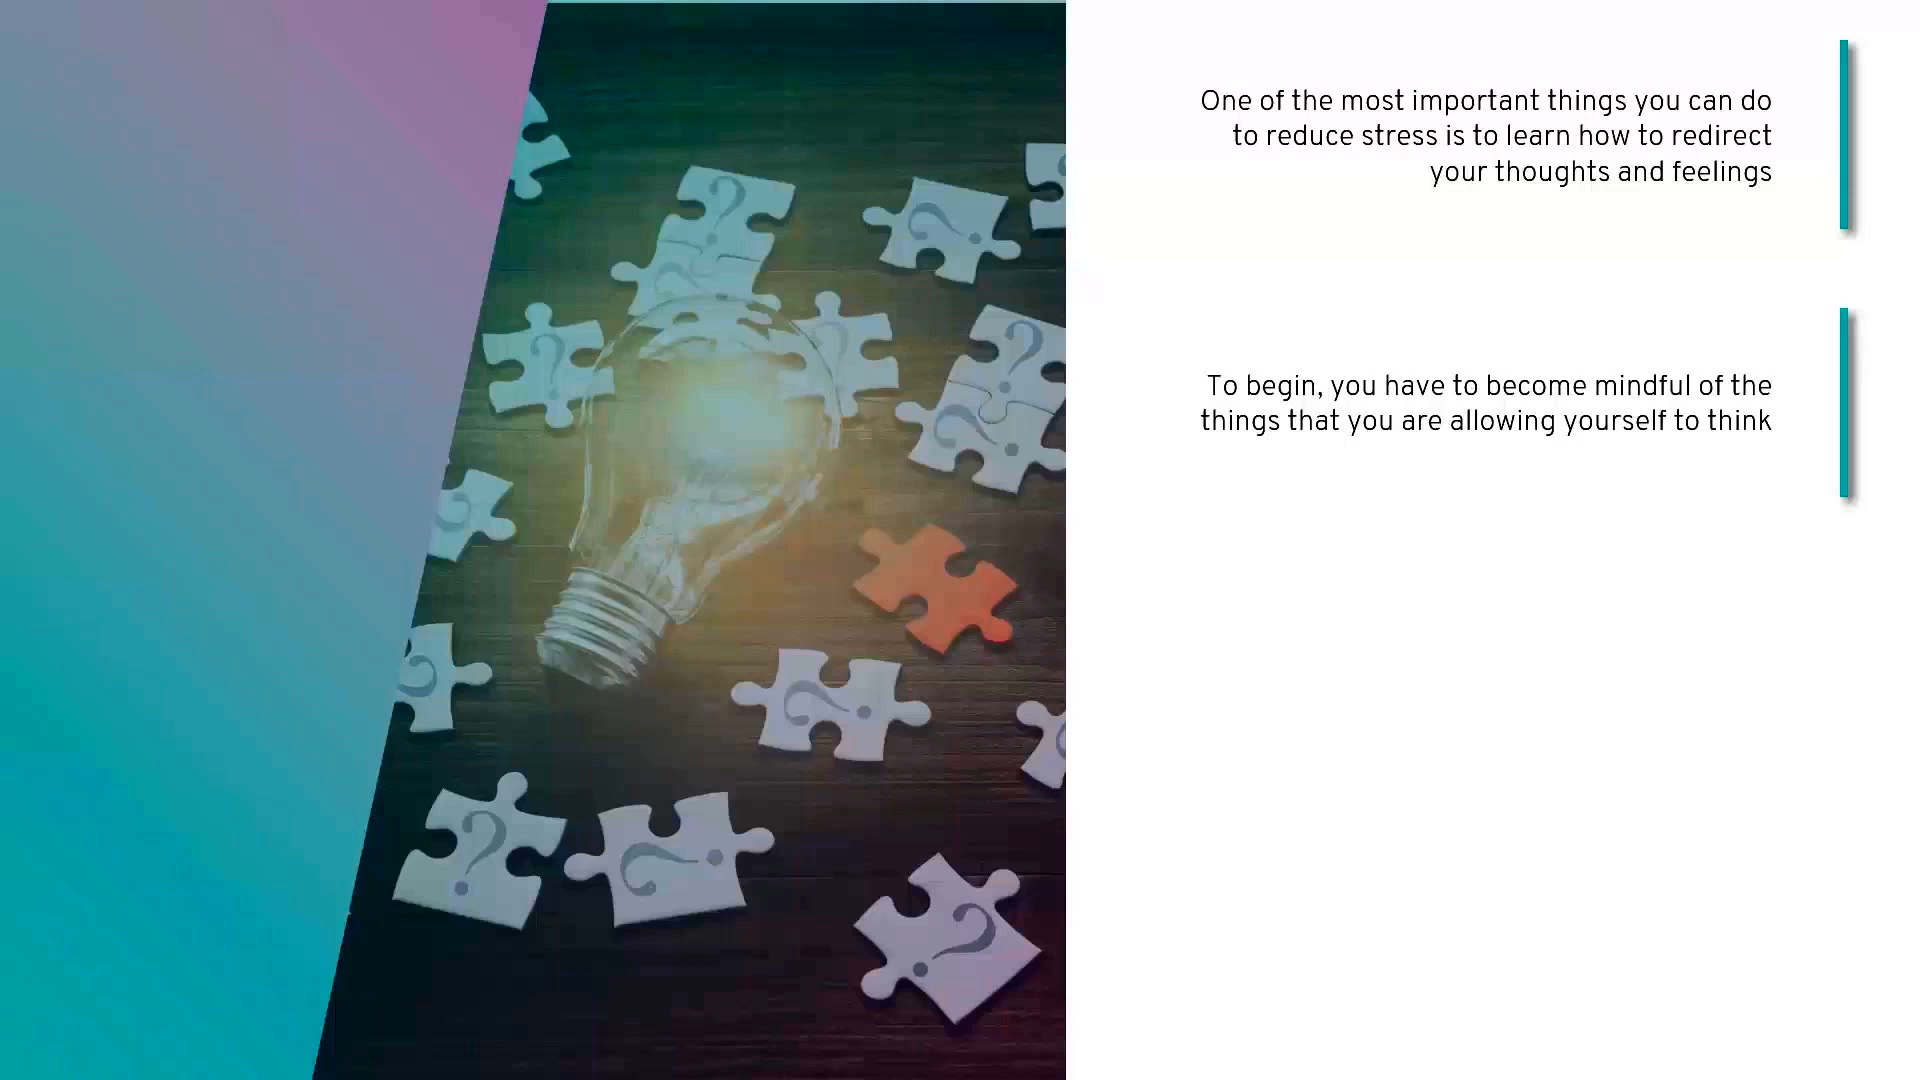 One of the most important things you can do
to reduce stress is to learn how to redirect
your thoughts and feelings
To begin, you have to become mindful of the
things that you are allowing yourself to think